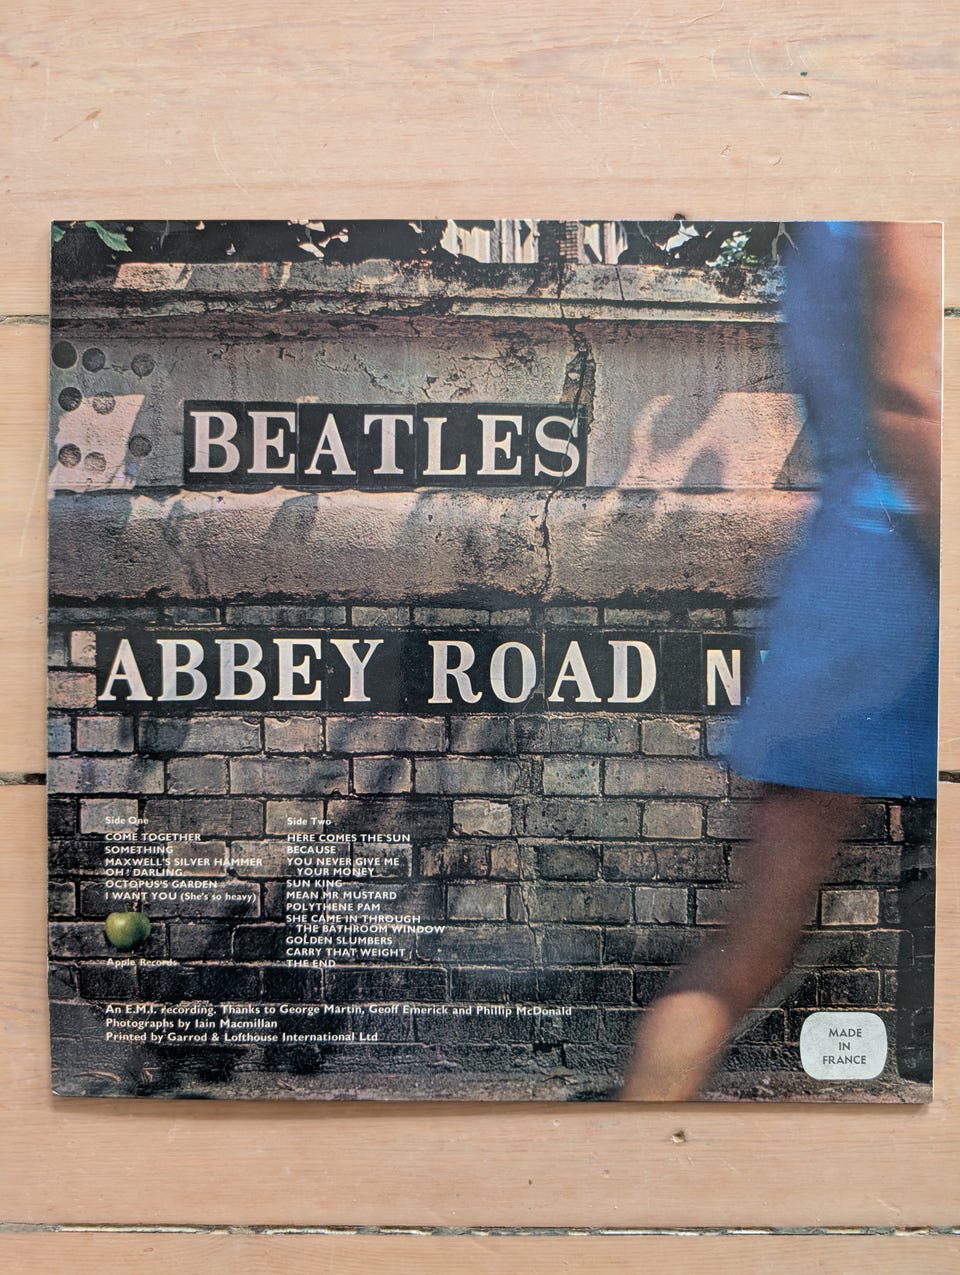 BEATLES
ABBEY ROAD N
Side One
COME TOGETHER
SOMETHING
MAXWELL'S SILVER HAMMER
OH! DARLING
OCTOPUS'S GARDEN
I WANT YOU (She's so heavy)
Apple Records
Side Two
HERE COMES THE SUN
BECAUSE
YOU NEVER GIVE ME
YOUR MONEY
SUN KING
MEAN MR MUSTARD
POLYTHENE PAM
SHE CAME IN THROUGH
THE BATHROOM WINDOW
GOLDEN SLUMBERS
CARRY THAT WEIGHT
THE END
An E.M.I. recording. Thanks to George Martin, Geoff Emerick and Phillip McDonald
Photographs by Iain Macmillan
Printed by Garrod & Lofthouse International Ltd
MADE
IN
FRANCE